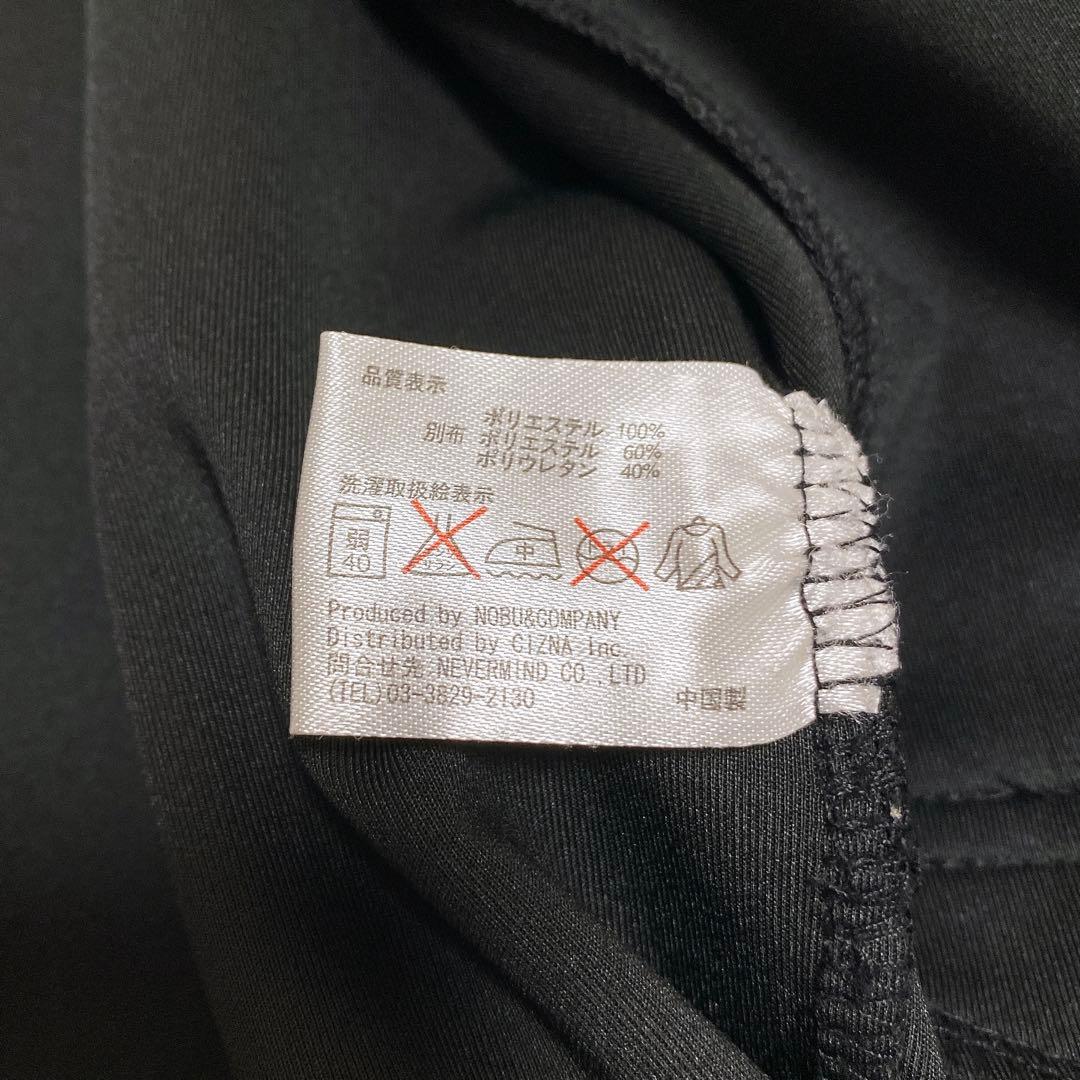 品質表示
ポリエステル 100%
別布 ポリエステル 60%
ポリウレタン 40%
洗濯取扱絵表示
弱
40
中
Produced by NOBU&COMPANY
Distributed by CIZNA Inc.
問合せ先 NEVERMIND CO.,LTD
(TEL)03-3829-2130 中国製